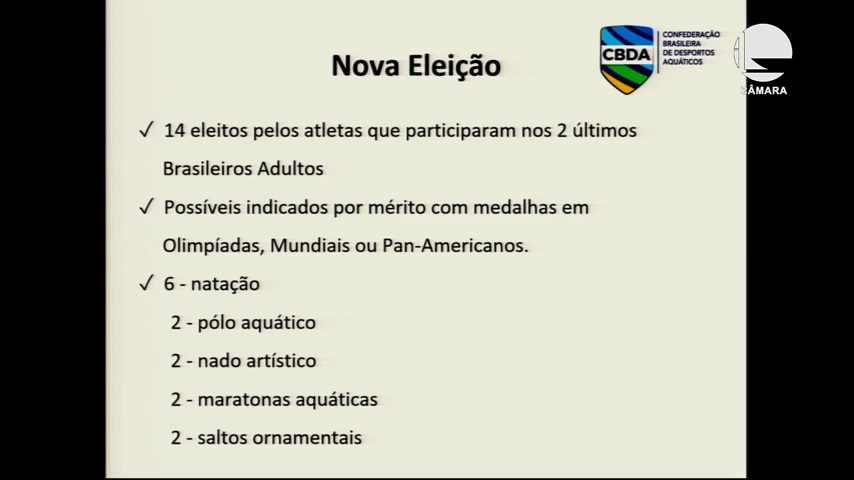 Nova Eleição
CBDA
CONFEDERAÇÃO
BRASILEIRA
DE DESPORTOS
AQUÁTICOS
CÂMARA
✓ 14 eleitos pelos atletas que participaram nos 2 últimos
Brasileiros Adultos
✓ Possíveis indicados por mérito com medalhas em
Olimpíadas, Mundiais ou Pan-Americanos.
✓ 6 - natação
2 - pólo aquático
2 - nado artístico
2 - maratonas aquáticas
2 - saltos ornamentais